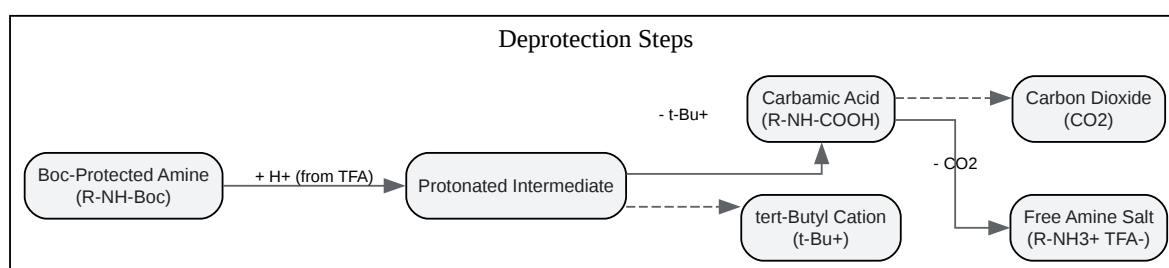 Deprotection Steps
Boc-Protected Amine
(R-NH-Boc)
+ H+ (from TFA)
Protonated Intermediate
- t-Bu+
Carbamic Acid
(R-NH-COOH)
tert-Butyl Cation
(t-Bu+)
Carbon Dioxide
(CO2)
- CO2
Free Amine Salt
(R-NH3+ TFA-)